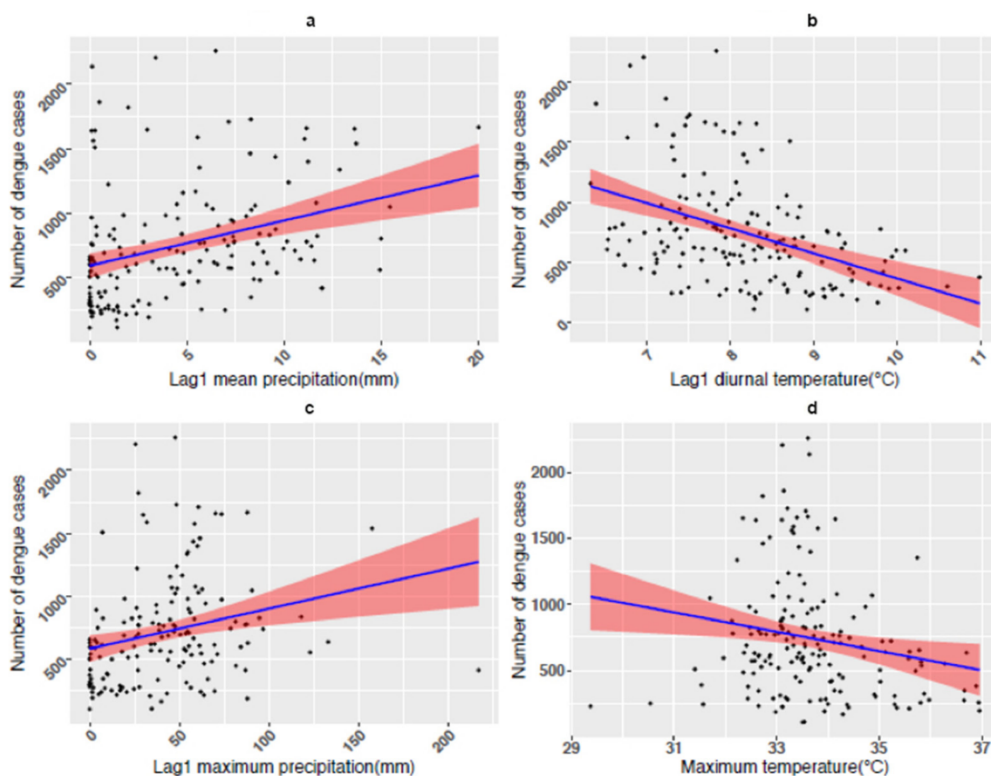 a
Number of dengue cases
2000
1500
1000
500
0 5 10 15 20
Lag1 mean precipitation(mm)
b
Number of dengue cases
2000
1500
1000
500
0
7 8 9 10 11
Lag1 diurnal temperature(°C)
c
Number of dengue cases
2000
1500
1000
500
0 50 100 150 200
Lag1 maximum precipitation(mm)
d
Number of dengue cases
2000
1500
1000
500
29 31 33 35 37
Maximum temperature(°C)